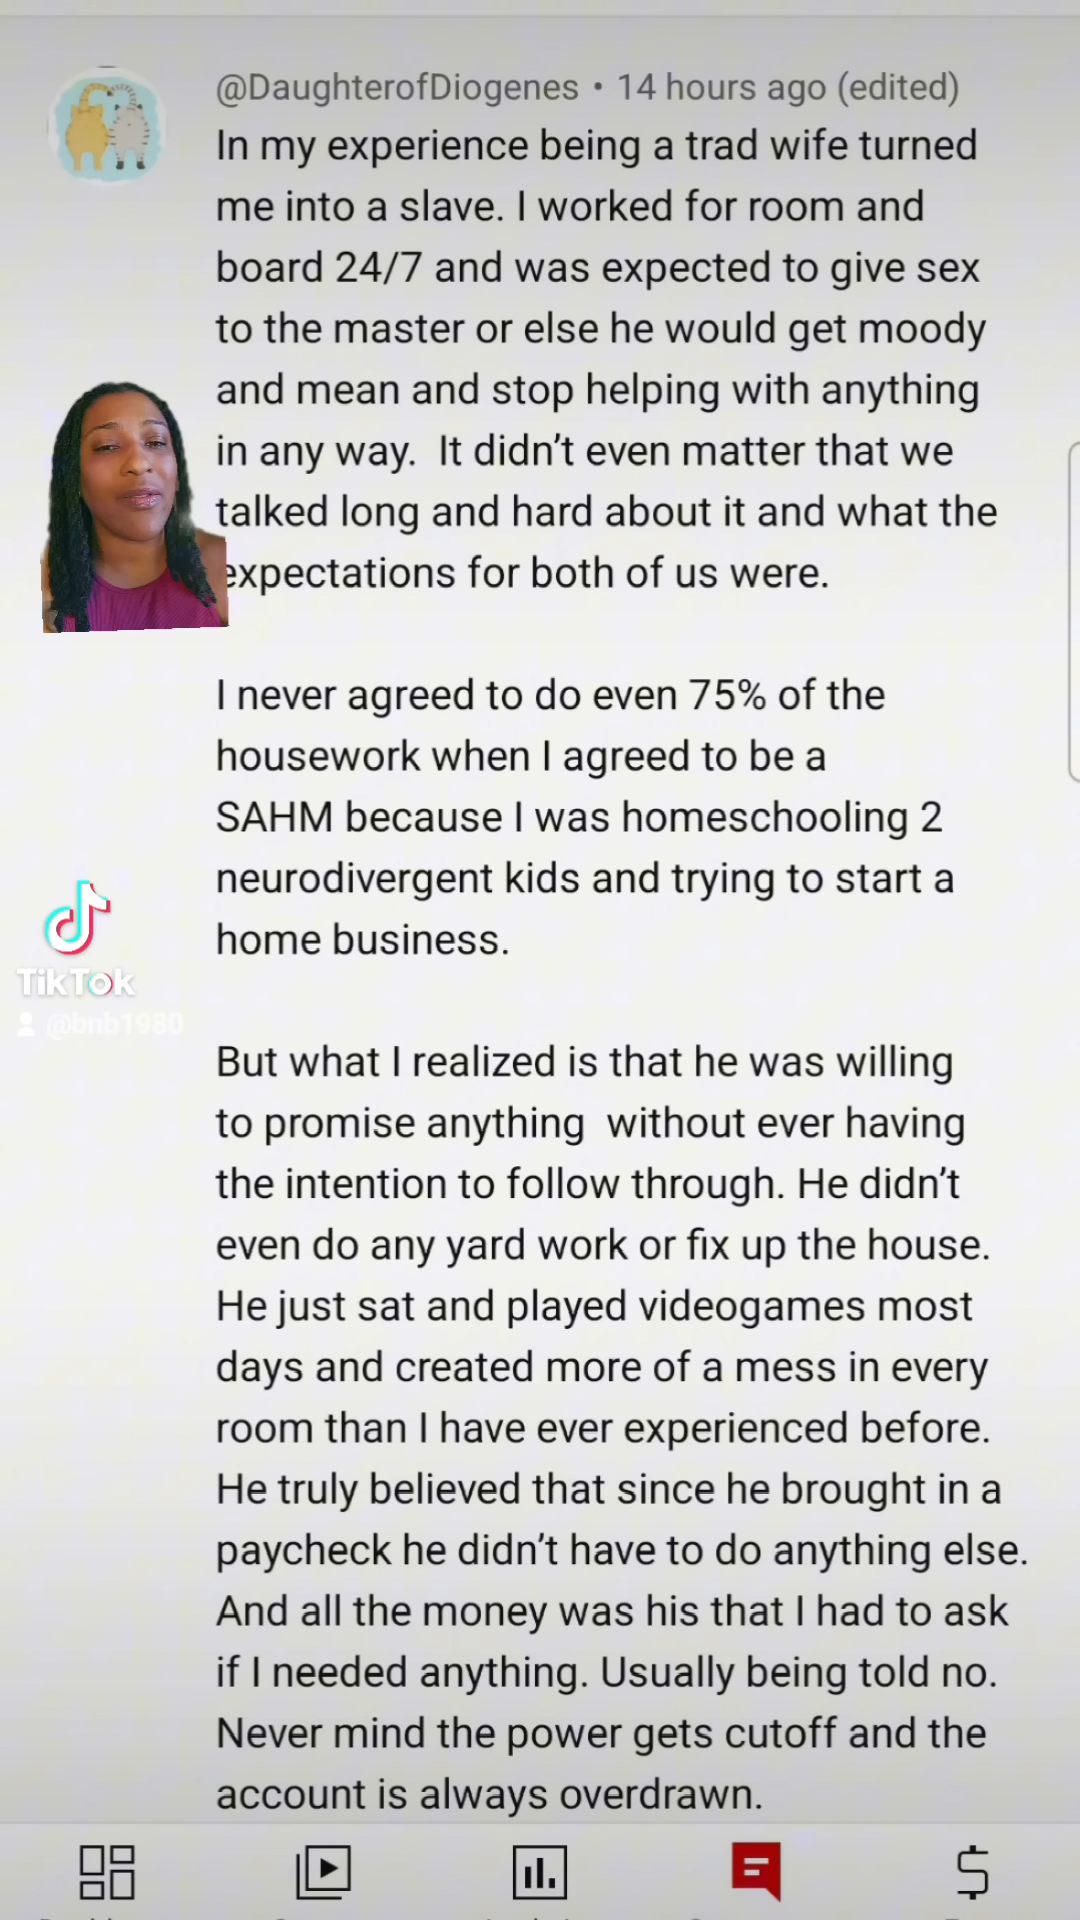 @DaughterofDiogenes • 14 hours ago (edited)
In my experience being a trad wife turned
me into a slave. I worked for room and
board 24/7 and was expected to give sex
to the master or else he would get moody
and mean and stop helping with anything
in any way.  It didn’t even matter that we
talked long and hard about it and what the
expectations for both of us were.
I never agreed to do even 75% of the
housework when I agreed to be a
SAHM because I was homeschooling 2
neurodivergent kids and trying to start a
home business.
TikTok
@bnb1980
But what I realized is that he was willing
to promise anything  without ever having
the intention to follow through. He didn’t
even do any yard work or fix up the house.
He just sat and played videogames most
days and created more of a mess in every
room than I have ever experienced before.
He truly believed that since he brought in a
paycheck he didn’t have to do anything else.
And all the money was his that I had to ask
if I needed anything. Usually being told no.
Never mind the power gets cutoff and the
account is always overdrawn.